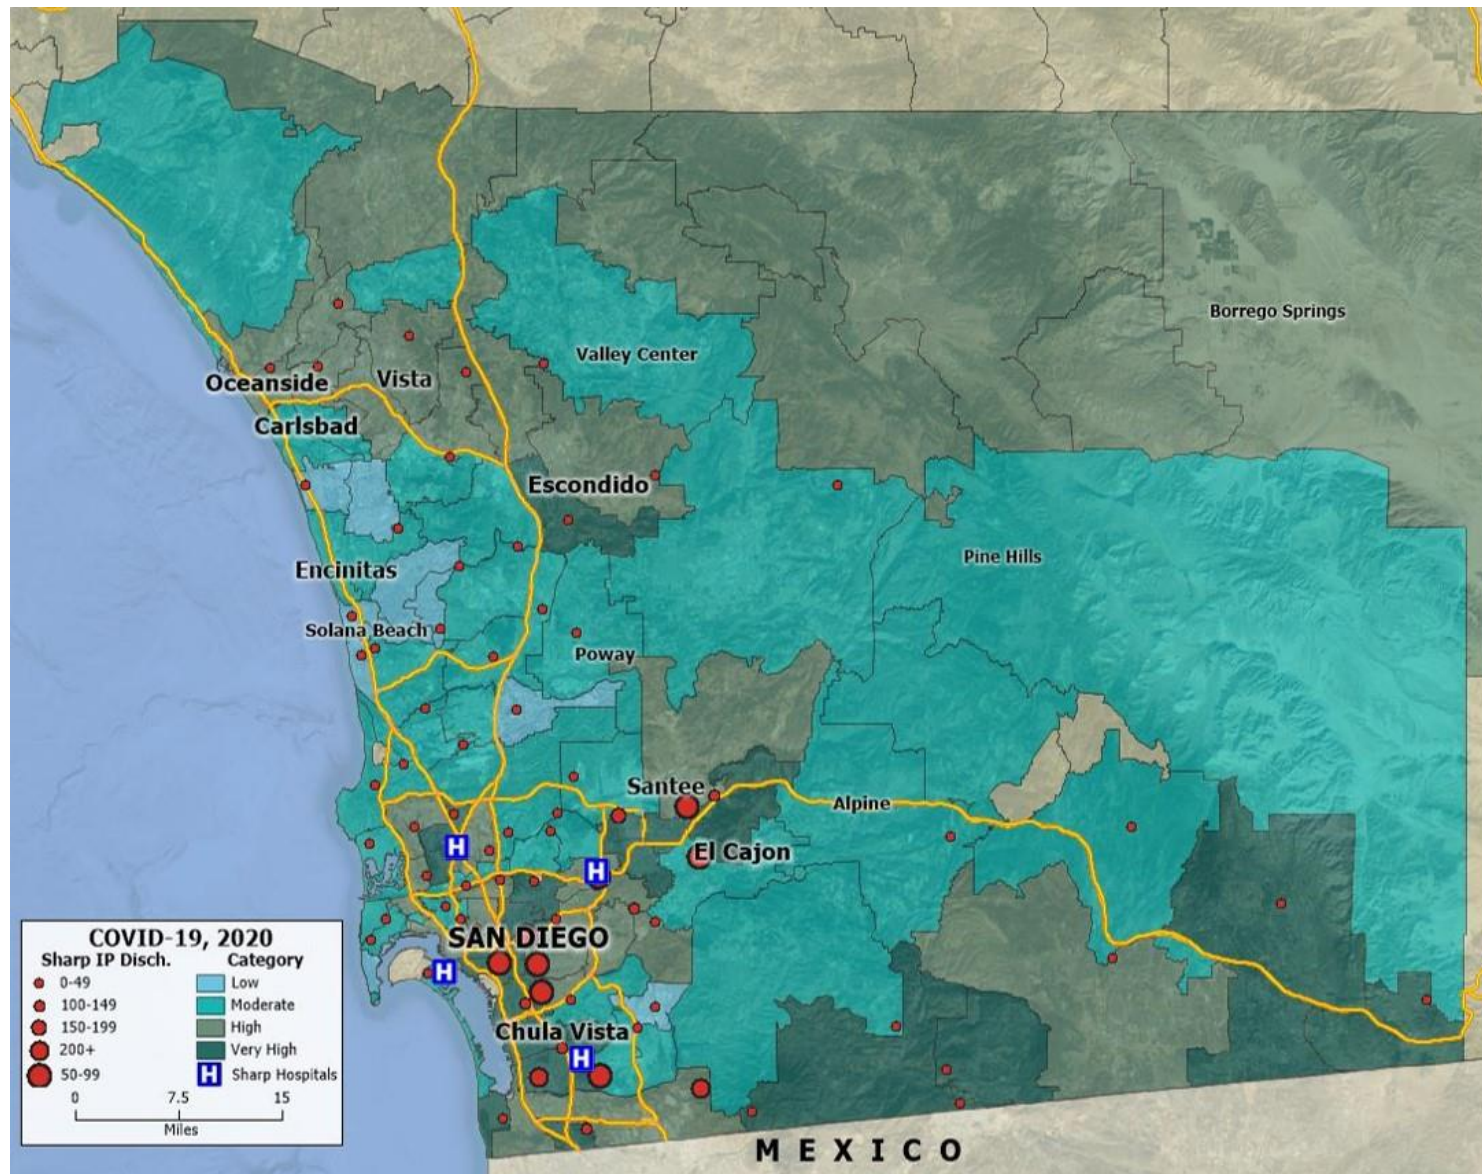 Borrego Springs
Valley Center
Oceanside
Vista
Carlsbad
Escondido
Pine Hills
Encinitas
Solana Beach
Poway
Santee
Alpine
El Cajon
H
H
SAN DIEGO
H
Chula Vista
H
COVID-19, 2020
Sharp IP Disch. Category
0-49 Low
100-149 Moderate
150-199 High
200+ Very High
50-99 H Sharp Hospitals
0 7.5 15
Miles
MEXICO